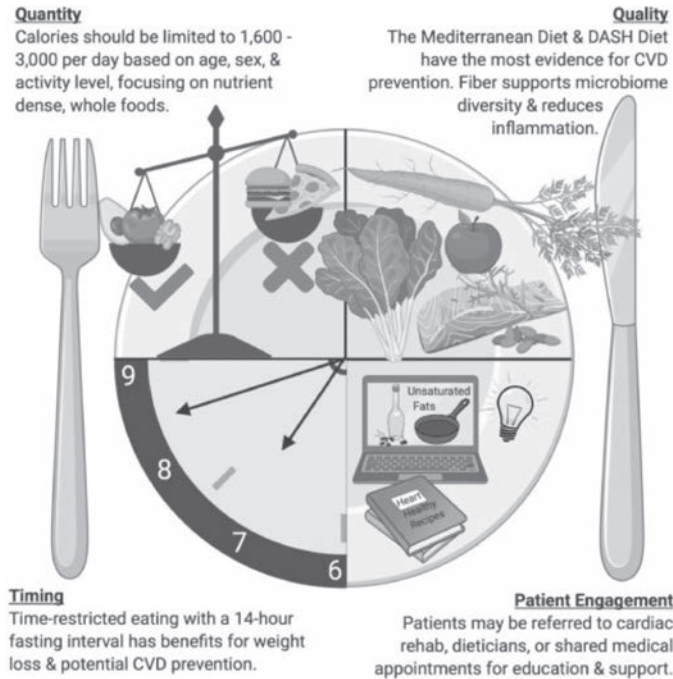 Quantity
Calories should be limited to 1,600 -
3,000 per day based on age, sex, &
activity level, focusing on nutrient
dense, whole foods.
Quality
The Mediterranean Diet & DASH Diet
have the most evidence for CVD
prevention. Fiber supports microbiome
diversity & reduces
inflammation.
9
8
7
6
Unsaturated
Fats
Heart
Healthy
Recipes
Timing
Time-restricted eating with a 14-hour
fasting interval has benefits for weight
loss & potential CVD prevention.
Patient Engagement
Patients may be referred to cardiac
rehab, dieticians, or shared medical
appointments for education & support.